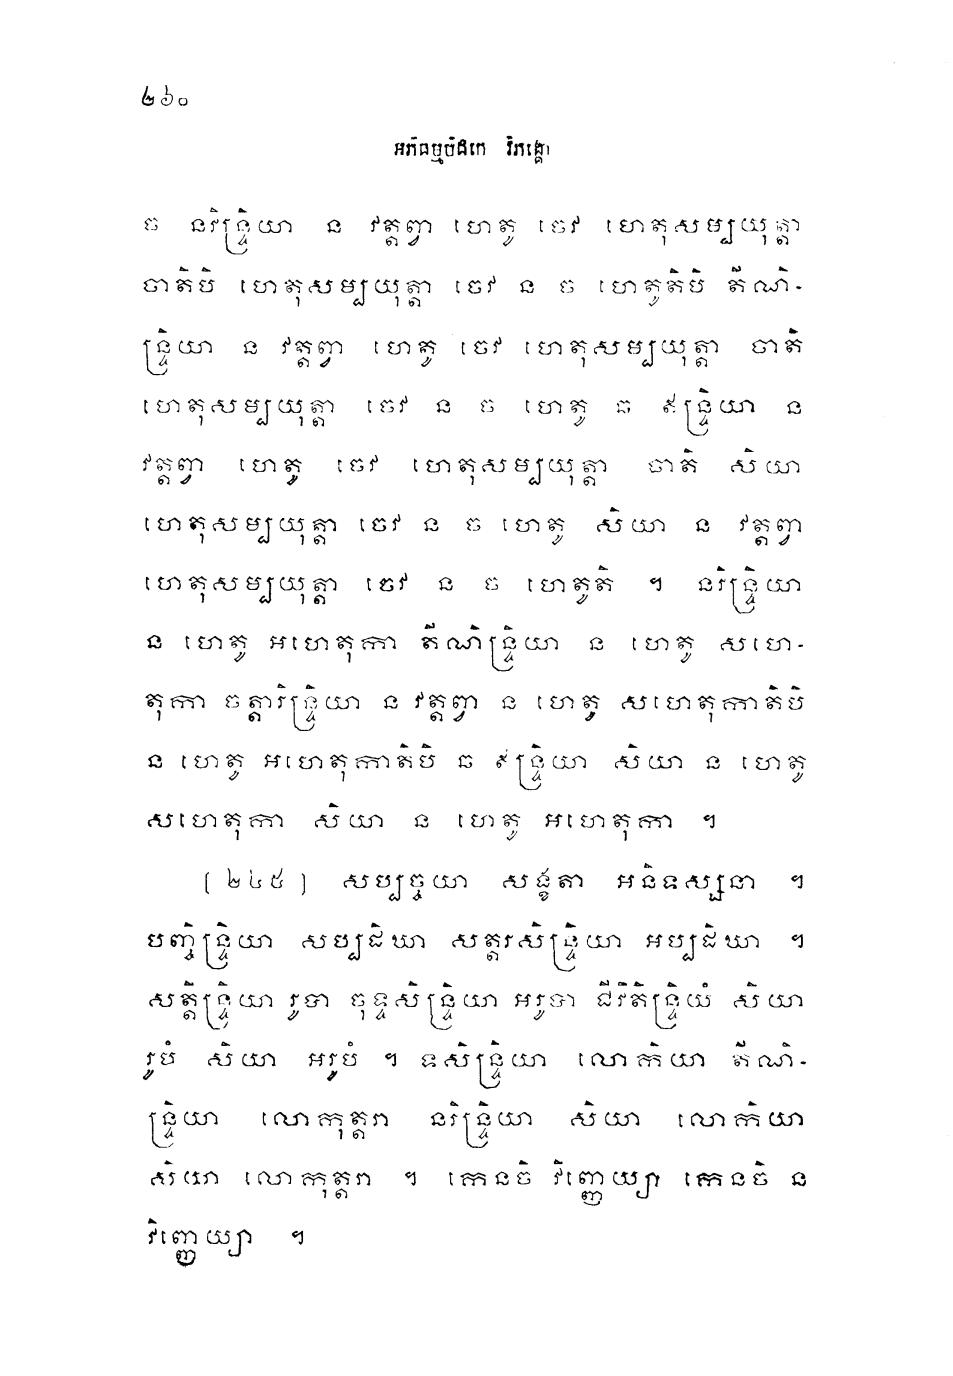 ២៦០
អភិធម្មបិដកេ វិភង្គោ
ច នវិន្ទ្រិយា ន វត្តព្វា ហេតូ ចេវ ហេតុសម្បយុត្តា
ចាតិបិ ហេតុសម្បយុត្តា ចេវ ន ច ហេតូតិបិ តីណិ-
ន្ទ្រិយា ន វត្តព្វា ហេតូ ចេវ ហេតុសម្បយុត្តា ចាតិ
ហេតុសម្បយុត្តា ចេវ ន ច ហេតូ ឆ ៩ន្ទ្រិយា ន
វត្តព្វា ហេតូ ចេវ ហេតុសម្បយុត្តា ចាតិ សិយា
ហេតុសម្បយុត្តា ចេវ ន ច ហេតូ សិយា ន វត្តព្វា
ហេតុសម្បយុត្តា ចេវ ន ច ហេតូតិ ។ នវិន្ទ្រិយា
ន ហេតូ អហេតុកា តីណិន្ទ្រិយា ន ហេតូ សហេ-
តុកា ចត្តារិន្ទ្រិយា ន វត្តព្វា ន ហេតូ សហេតុកាតិបិ
ន ហេតូ អហេតុកាតិបិ ឆ ៩ន្ទ្រិយា សិយា ន ហេតូ
សហេតុកា សិយា ន ហេតូ អហេតុកា ។
[ ២៤៥ ] សប្បច្ចយា សង្ខតា អនិទស្សនា ។
បញ្ចិន្ទ្រិយា សប្បដិឃា សត្តរសិន្ទ្រិយា អប្បដិឃា ។
សត្តិន្ទ្រិយា រូបា ចុទ្ទសិន្ទ្រិយា អរូបា ជីវិតិន្ទ្រិយំ សិយា
រូបំ សិយា អរូបំ ។ ទសិន្ទ្រិយា លោកិយា តីណិ-
ន្ទ្រិយា លោកុត្តរា នវិន្ទ្រិយា សិយា លោកិយា
សិយា លោកុត្តរា ។ កេនចិ វិញ្ញេយ្យា កេនចិ ន
វិញ្ញេយ្យា ។